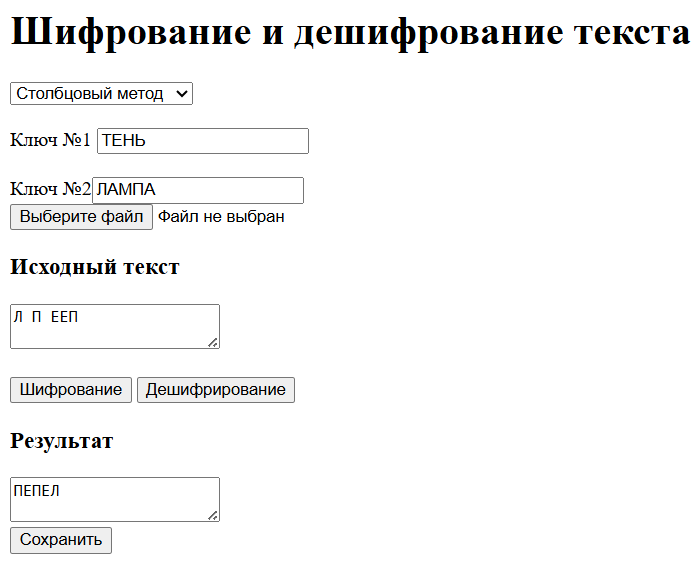 Шифрование и дешифрование текста
Столбцовый метод
Ключ №1 ТЕНЬ
Ключ №2 ЛАМПА
Выберите файл Файл не выбран
Исходный текст
Л П ЕЕП
Шифрование Дешифрирование
Результат
ПЕПЕЛ
Сохранить